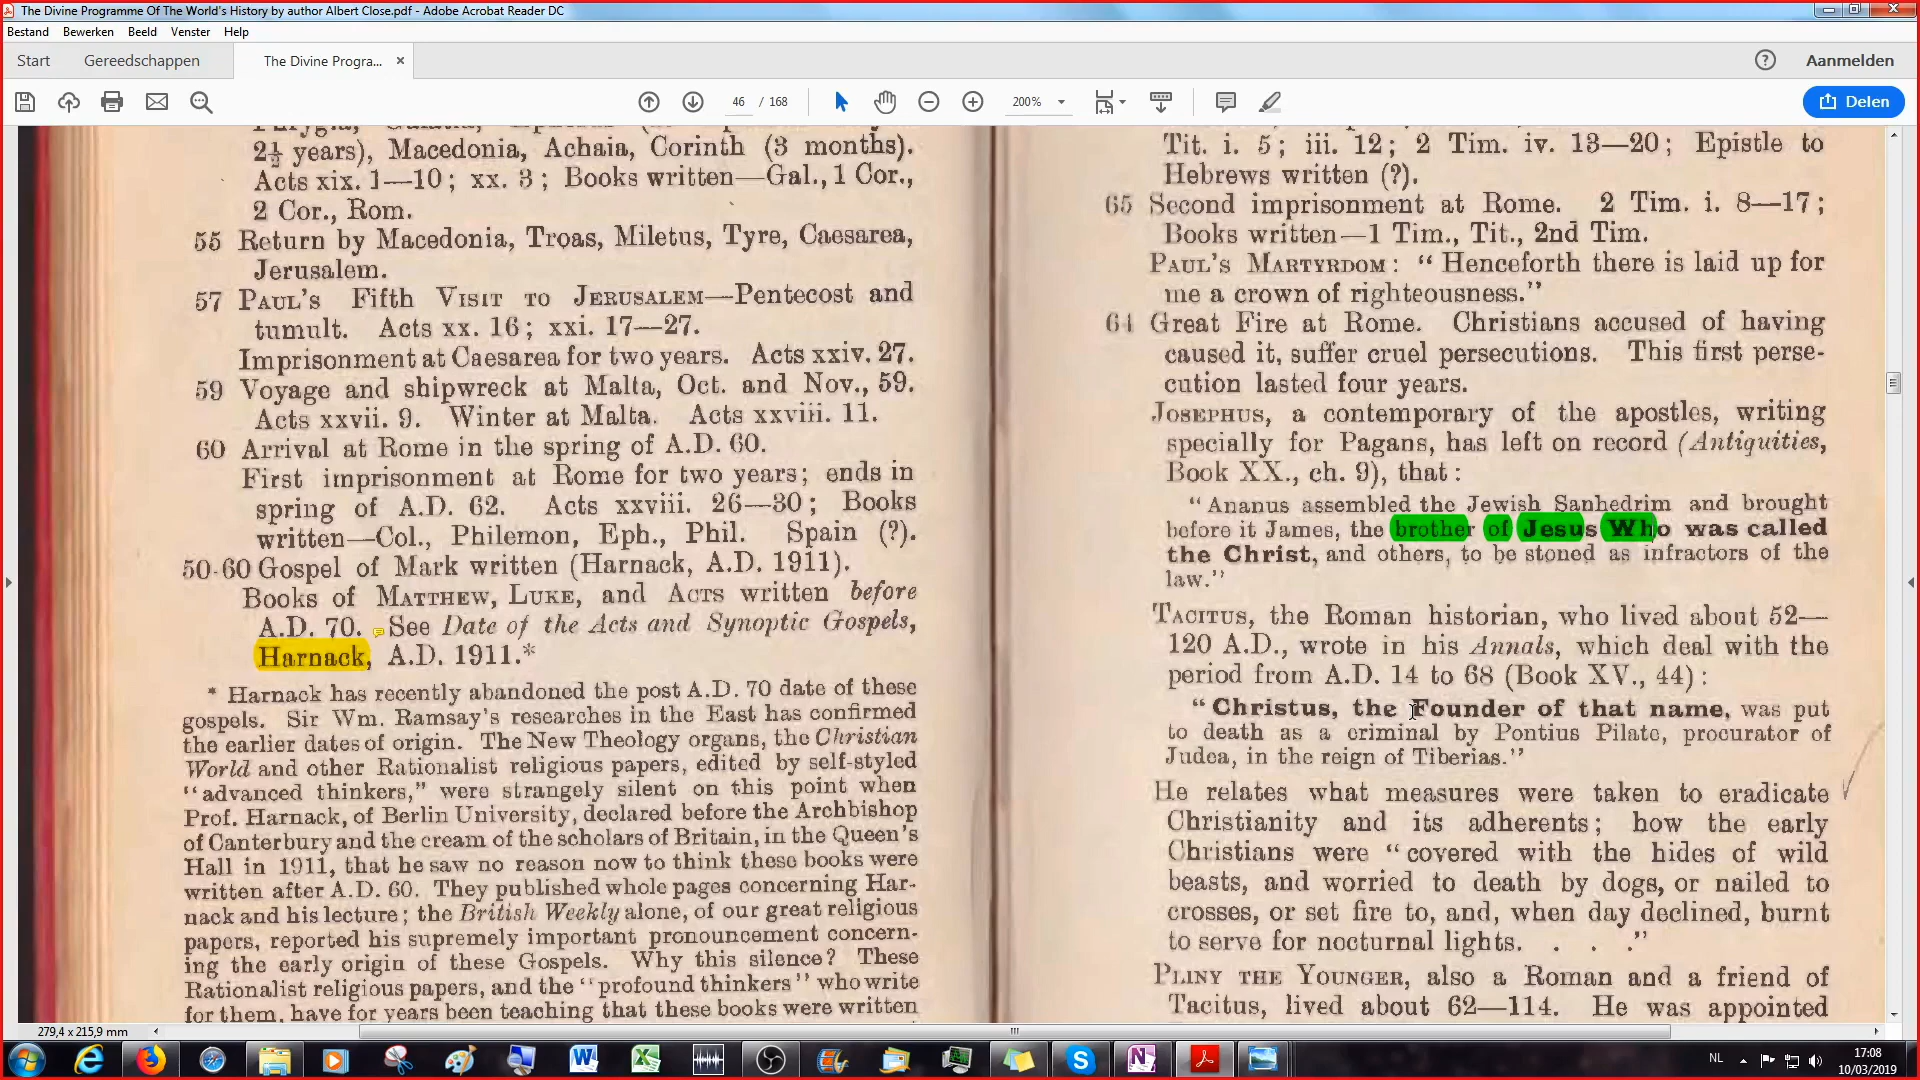 The Divine Programme Of The World's History by author Albert Close.pdf - Adobe Acrobat Reader DC
Bestand Bewerken Beeld Venster Help
Start Gereedschappen The Divine Progra... × Aanmelden
46 / 168 200% Delen
2½ years), Macedonia, Achaia, Corinth (3 months).
Acts xix. 1—10; xx. 3; Books written—Gal., 1 Cor.,
2 Cor., Rom.
55 Return by Macedonia, Troas, Miletus, Tyre, Caesarea,
Jerusalem.
57 PAUL'S FIFTH VISIT TO JERUSALEM—Pentecost and
tumult. Acts xx. 16; xxi. 17—27.
Imprisonment at Caesarea for two years. Acts xxiv. 27.
59 Voyage and shipwreck at Malta, Oct. and Nov., 59.
Acts xxvii. 9. Winter at Malta. Acts xxviii. 11.
60 Arrival at Rome in the spring of A.D. 60.
First imprisonment at Rome for two years; ends in
spring of A.D. 62. Acts xxviii. 26—30; Books
written—Col., Philemon, Eph., Phil. Spain (?).
50-60 Gospel of Mark written (Harnack, A.D. 1911).
Books of MATTHEW, LUKE, and ACTS written before
A.D. 70. See Date of the Acts and Synoptic Gospels,
Harnack, A.D. 1911.*
* Harnack has recently abandoned the post A.D. 70 date of these
gospels. Sir Wm. Ramsay's researches in the East has confirmed
the earlier dates of origin. The New Theology organs, the Christian
World and other Rationalist religious papers, edited by self-styled
"advanced thinkers," were strangely silent on this point when
Prof. Harnack, of Berlin University, declared before the Archbishop
of Canterbury and the cream of the scholars of Britain, in the Queen's
Hall in 1911, that he saw no reason now to think these books were
written after A.D. 60. They published whole pages concerning Har-
nack and his lecture; the British Weekly alone, of our great religious
papers, reported his supremely important pronouncement concern-
ing the early origin of these Gospels. Why this silence? These
Rationalist religious papers, and the "profound thinkers" who write
for them, have for years been teaching that these books were written
Tit. i. 5; iii. 12; 2 Tim. iv. 13—20; Epistle to
Hebrews written (?).
65 Second imprisonment at Rome. 2 Tim. i. 8—17;
Books written—1 Tim., Tit., 2nd Tim.
PAUL'S MARTYRDOM: "Henceforth there is laid up for
me a crown of righteousness."
64 Great Fire at Rome. Christians accused of having
caused it, suffer cruel persecutions. This first perse-
cution lasted four years.
JOSEPHUS, a contemporary of the apostles, writing
specially for Pagans, has left on record (Antiquities,
Book XX., ch. 9), that:
"Ananus assembled the Jewish Sanhedrim and brought
before it James, the brother of Jesus Who was called
the Christ, and others, to be stoned as infractors of the
law."
TACITUS, the Roman historian, who lived about 52—
120 A.D., wrote in his Annals, which deal with the
period from A.D. 14 to 68 (Book XV., 44):
"Christus, the Founder of that name, was put
to death as a criminal by Pontius Pilate, procurator of
Judea, in the reign of Tiberias."
He relates what measures were taken to eradicate
Christianity and its adherents; how the early
Christians were "covered with the hides of wild
beasts, and worried to death by dogs, or nailed to
crosses, or set fire to, and, when day declined, burnt
to serve for nocturnal lights. . . ."
PLINY THE YOUNGER, also a Roman and a friend of
Tacitus, lived about 62—114. He was appointed
279,4 x 215,9 mm
NL 17:08
10/03/2019